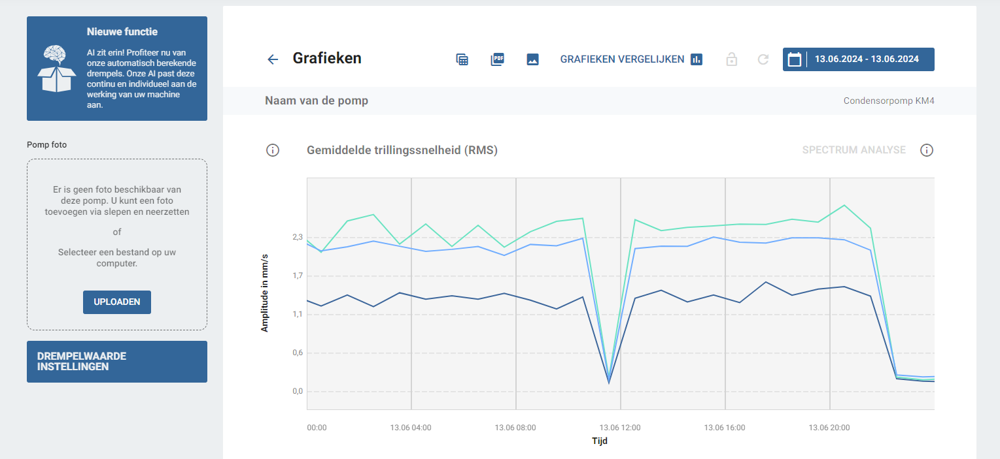 Nieuwe functie
AI zit erin! Profiteer nu van
onze automatisch berekende
drempels. Onze AI past deze
continu en individueel aan de
werking van uw machine
aan.
Pomp foto
Er is geen foto beschikbaar van
deze pomp. U kunt een foto
toevoegen via slepen en neerzetten
of
Selecteer een bestand op uw
computer.
UPLOADEN
DREMPELWAARDE
INSTELLINGEN
Grafieken
PDF
GRAFIEKEN VERGELIJKEN
13.06.2024 - 13.06.2024
Naam van de pomp
Condensorpomp KM4
Gemiddelde trillingssnelheid (RMS)
SPECTRUM ANALYSE
Amplitude in mm/s
2,3
1,7
1,1
0,6
0,0
00:00
13.06 04:00
13.06 08:00
13.06 12:00
13.06 16:00
13.06 20:00
Tijd